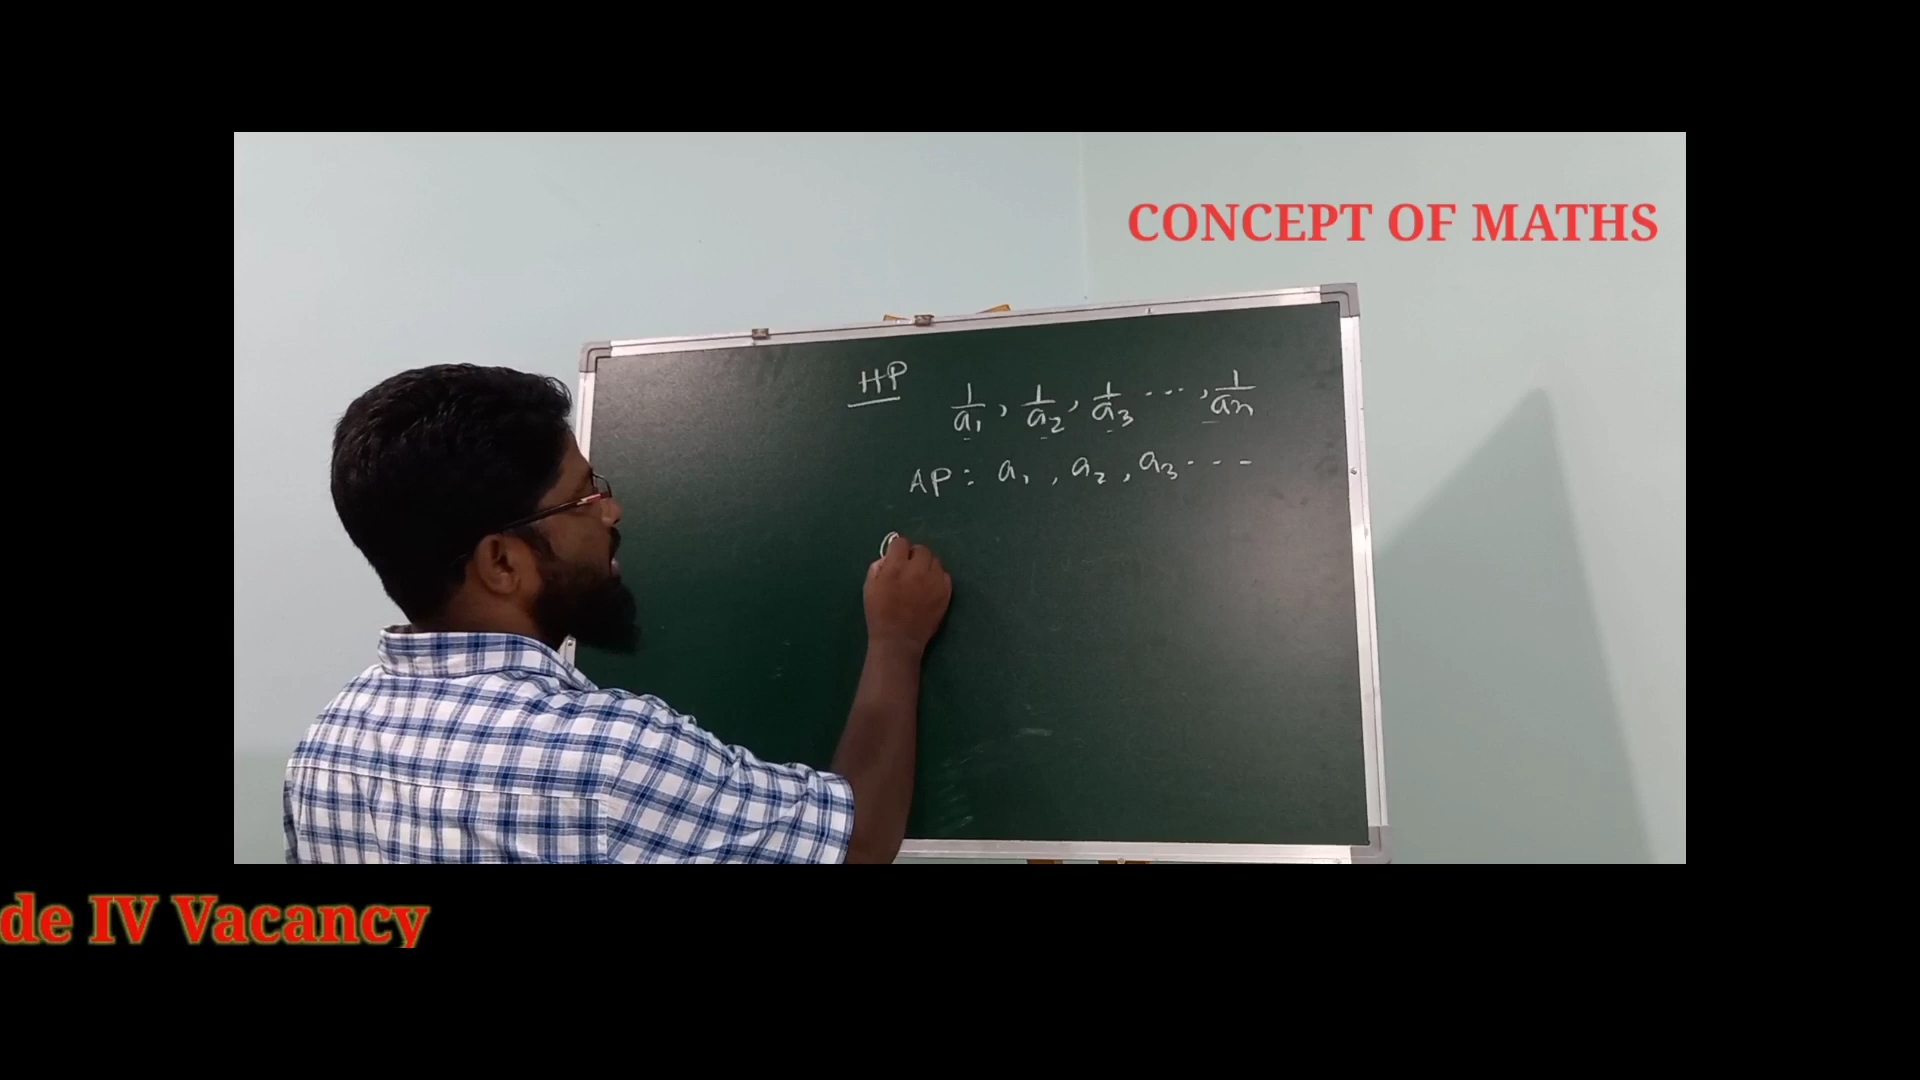 CONCEPT OF MATHS
HP
1/a₁, 1/a₂, 1/a₃ ..., 1/aₙ
AP: a₁, a₂, a₃ ---
de IV Vacancy